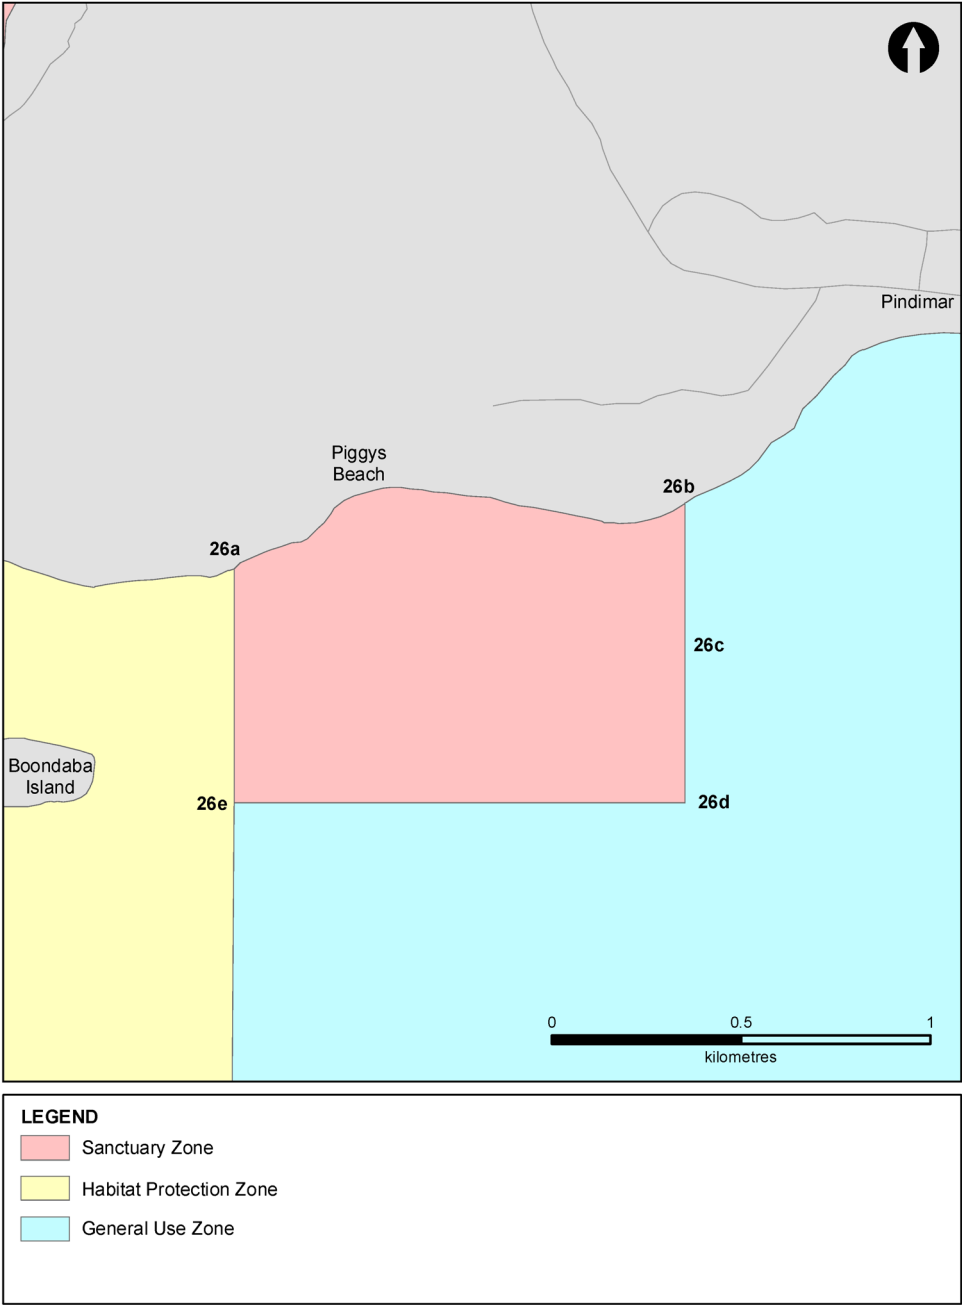 Pindimar
Piggys
Beach
26b
26a
26c
Boondaba
Island
26e
26d
0 0.5 1
kilometres
LEGEND
Sanctuary Zone
Habitat Protection Zone
General Use Zone